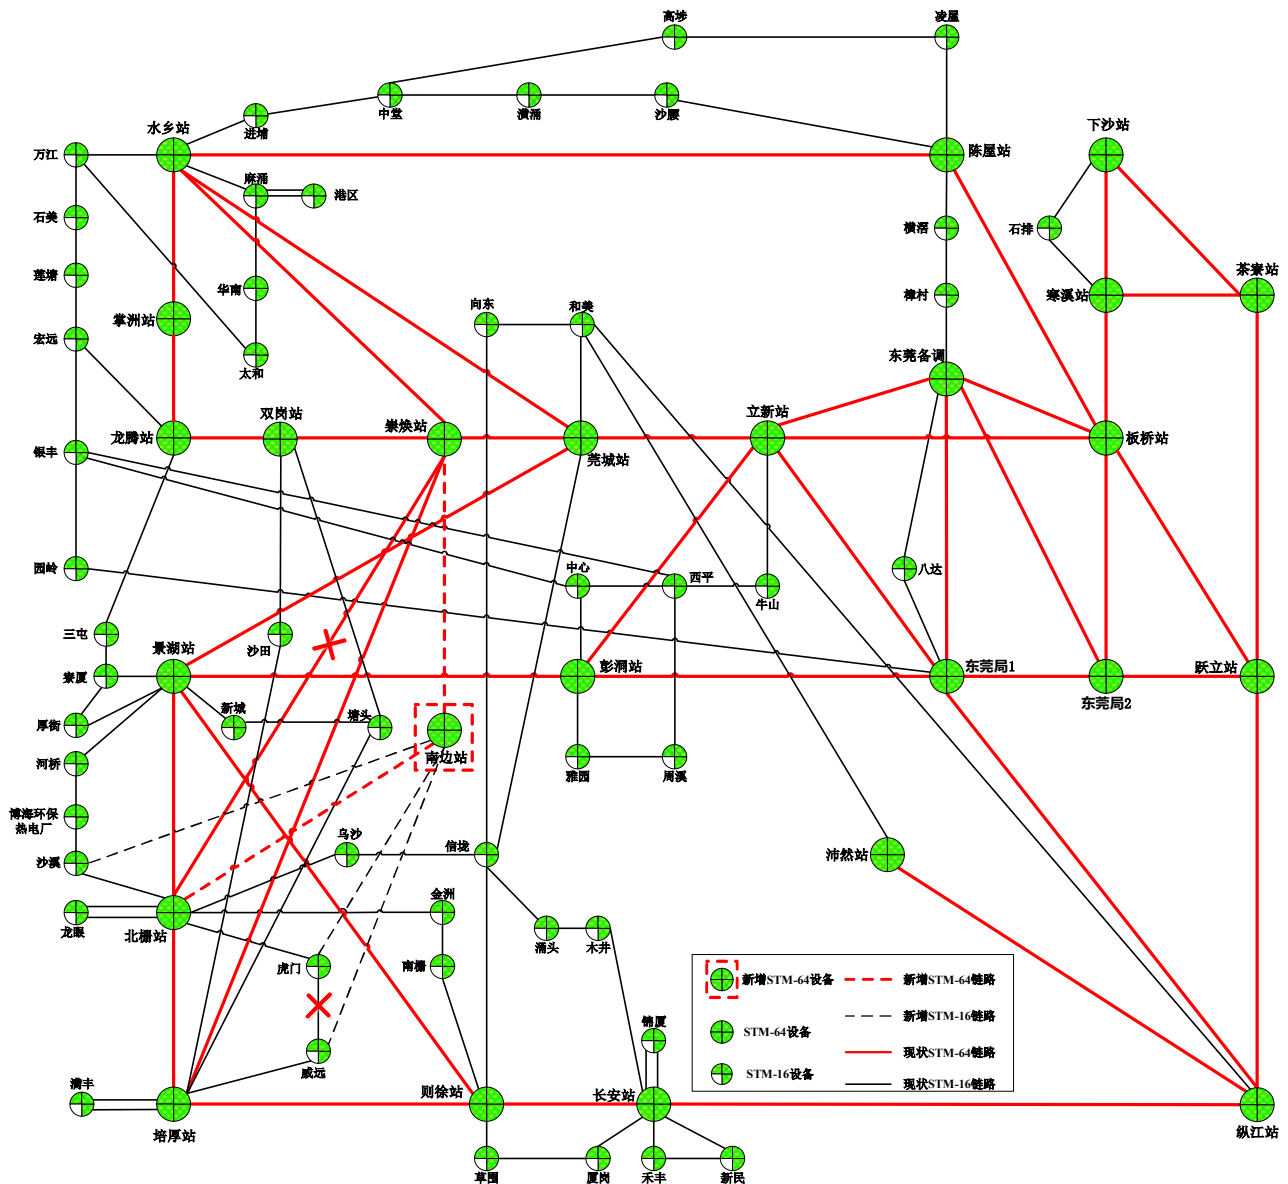 高埗
凌屋
中堂
潢涌
沙腰
进埔
水乡站
陈屋站
下沙站
万江
麻涌
港区
石美
横滘
石排
莲塘
华南
樟村
寒溪站
茶寮站
掌洲站
向东
和美
宏远
太和
东莞备调
龙腾站
双岗站
崇焕站
莞城站
立新站
板桥站
银丰
园岭
中心
西平
牛山
八达
三屯
景湖站
沙田
寮厦
彭洞站
东莞局1
东莞局2
跃立站
厚街
新城
塘头
南边站
河桥
雅园
周溪
博海环保
热电厂
乌沙
信垅
沛然站
沙溪
金洲
龙眼
北栅站
涌头
木井
虎门
南栅
新增STM-64设备
新增STM-64链路
新增STM-16链路
STM-64设备
现状STM-64链路
STM-16设备
现状STM-16链路
锦厦
威远
满丰
培厚站
则徐站
长安站
纵江站
草围
厦岗
禾丰
新民